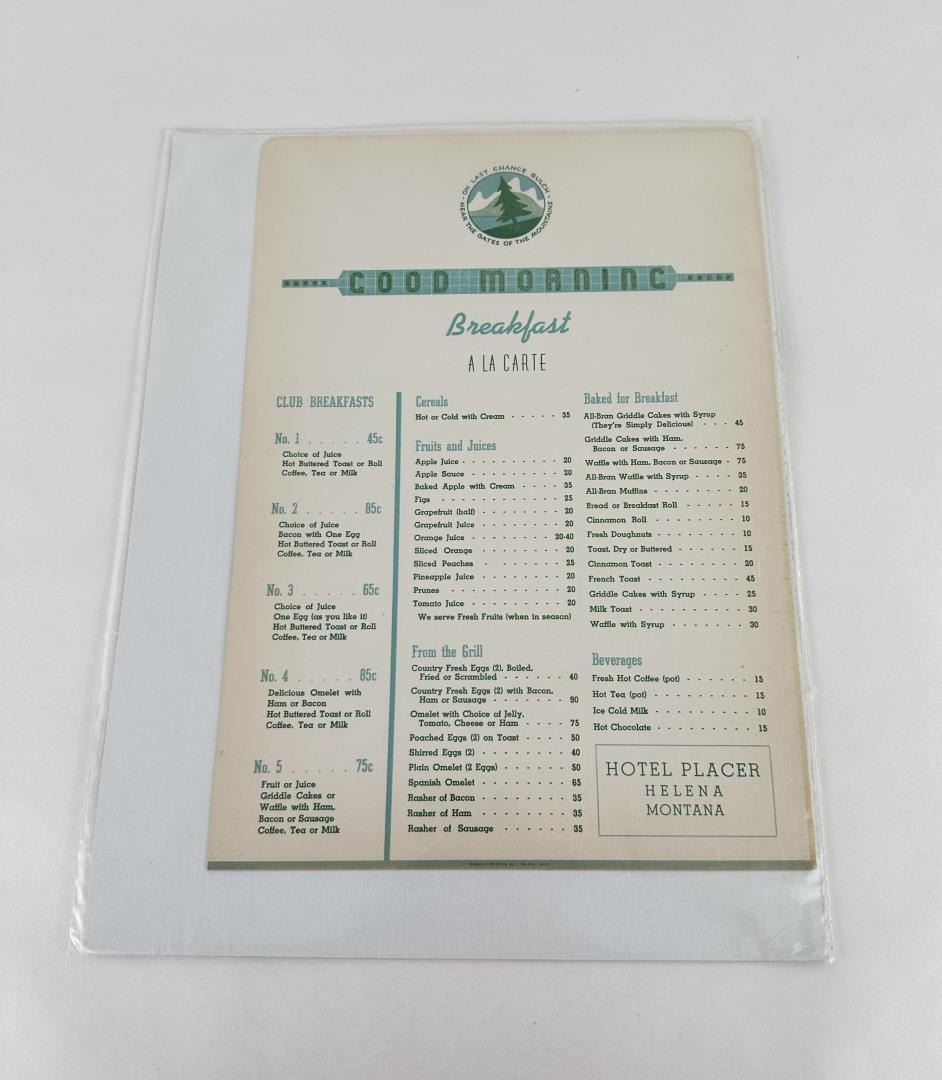 ON LAST CHANCE GULCH
NEAR THE GATES OF THE MOUNTAINS
GOOD MORNING
Breakfast
A LA CARTE
CLUB BREAKFASTS
No. 1 . . . . . 45c
Choice of Juice
Hot Buttered Toast or Roll
Coffee, Tea or Milk
No. 2 . . . . . 85c
Choice of Juice
Bacon with One Egg
Hot Buttered Toast or Roll
Coffee, Tea or Milk
No. 3 . . . . . 65c
Choice of Juice
One Egg (as you like it)
Hot Buttered Toast or Roll
Coffee, Tea or Milk
No. 4 . . . . . 85c
Delicious Omelet with
Ham or Bacon
Hot Buttered Toast or Roll
Coffee, Tea or Milk
No. 5 . . . . . 75c
Fruit or Juice
Griddle Cakes or
Waffle with Ham,
Bacon or Sausage
Coffee, Tea or Milk
Cereals
Hot or Cold with Cream - - - - - 35
Fruits and Juices
Apple Juice - - - - - - - - - 20
Apple Sauce - - - - - - - - 20
Baked Apple with Cream - - - - 35
Figs - - - - - - - - - - - 25
Grapefruit (half) - - - - - - - 20
Grapefruit Juice - - - - - - - 20
Orange Juice - - - - - - - 20-40
Sliced Orange - - - - - - - 20
Sliced Peaches - - - - - - - 25
Pineapple Juice - - - - - - - 20
Prunes - - - - - - - - - - 20
Tomato Juice - - - - - - - - 20
We serve Fresh Fruits (when in season)
From the Grill
Country Fresh Eggs (2), Boiled,
Fried or Scrambled - - - - - - 40
Country Fresh Eggs (2) with Bacon,
Ham or Sausage - - - - - - - 90
Omelet with Choice of Jelly,
Tomato, Cheese or Ham - - - - 75
Poached Eggs (2) on Toast - - - - 50
Shirred Eggs (2) - - - - - - - 40
Plain Omelet (2 Eggs) - - - - - 50
Spanish Omelet - - - - - - - 65
Rasher of Bacon - - - - - - - 35
Rasher of Ham - - - - - - - 35
Rasher of Sausage - - - - - - 35
Baked for Breakfast
All-Bran Griddle Cakes with Syrup
(They're Simply Delicious) - - - 45
Griddle Cakes with Ham,
Bacon or Sausage - - - - - - 75
Waffle with Ham, Bacon or Sausage - 75
All-Bran Waffle with Syrup - - - - 35
All-Bran Muffins - - - - - - - 20
Bread or Breakfast Roll - - - - - 15
Cinnamon Roll - - - - - - - 10
Fresh Doughnuts - - - - - - - 10
Toast, Dry or Buttered - - - - - 15
Cinnamon Toast - - - - - - - 20
French Toast - - - - - - - - 45
Griddle Cakes with Syrup - - - - 25
Milk Toast - - - - - - - - - 30
Waffle with Syrup - - - - - - - 30
Beverages
Fresh Hot Coffee (pot) - - - - - - 15
Hot Tea (pot) - - - - - - - - 15
Ice Cold Milk - - - - - - - - 10
Hot Chocolate - - - - - - - - 15
HOTEL PLACER
HELENA
MONTANA